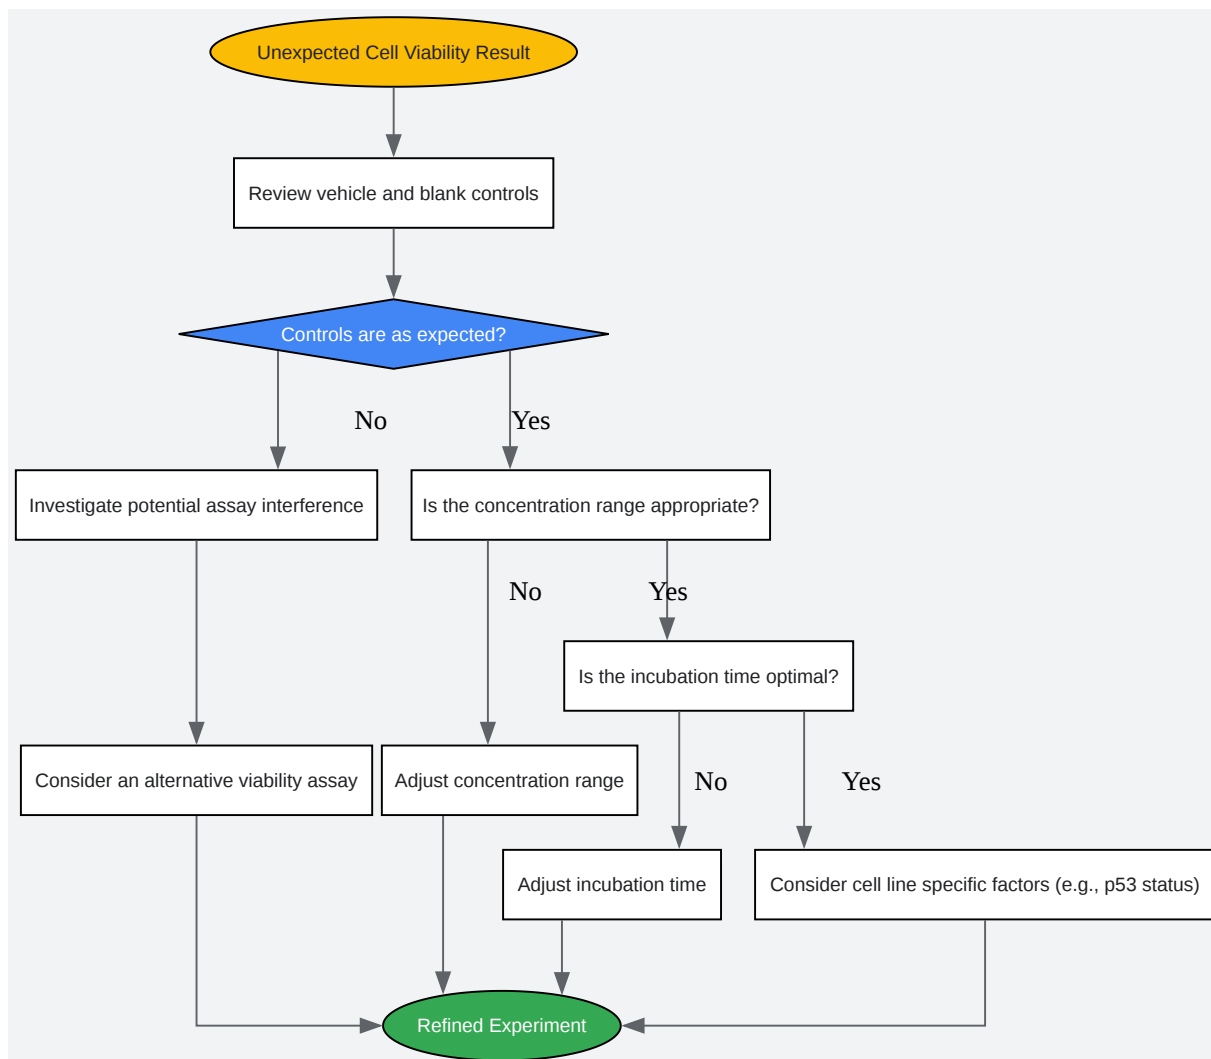 Unexpected Cell Viability Result
Review vehicle and blank controls
Controls are as expected?
No
Yes
Investigate potential assay interference
Is the concentration range appropriate?
No
Yes
Is the incubation time optimal?
Consider an alternative viability assay
Adjust concentration range
No
Yes
Adjust incubation time
Consider cell line specific factors (e.g., p53 status)
Refined Experiment